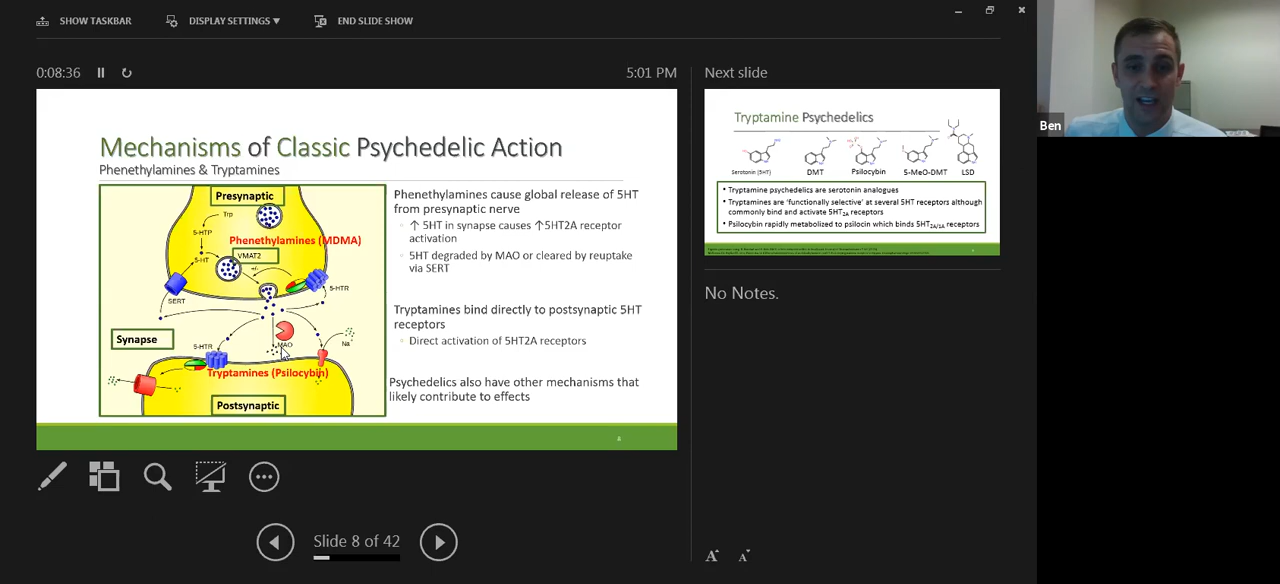 SHOW TASKBAR
DISPLAY SETTINGS ▼
END SLIDE SHOW
0:08:36
5:01 PM
Mechanisms of Classic Psychedelic Action
Phenethylamines & Tryptamines
Presynaptic
Trp
5-HTP
Phenethylamines (MDMA)
VMAT2
5-HT
+/-
5-HTR
SERT
Synapse
MAO
Na
5-HTR
Tryptamines (Psilocybin)
Postsynaptic
Phenethylamines cause global release of 5HT
from presynaptic nerve
↑ 5HT in synapse causes ↑5HT2A receptor
activation
5HT degraded by MAO or cleared by reuptake
via SERT
Tryptamines bind directly to postsynaptic 5HT
receptors
Direct activation of 5HT2A receptors
Psychedelics also have other mechanisms that
likely contribute to effects
8
Slide 8 of 42
Next slide
Tryptamine Psychedelics
Serotonin (5HT)
DMT
Psilocybin
5-MeO-DMT
LSD
• Tryptamine psychedelics are serotonin analogues
• Tryptamines are 'functionally selective' at several 5HT receptors although
commonly bind and activate 5HT2A receptors
• Psilocybin rapidly metabolized to psilocin which binds 5HT2A/1A receptors
No Notes.
A A
Ben